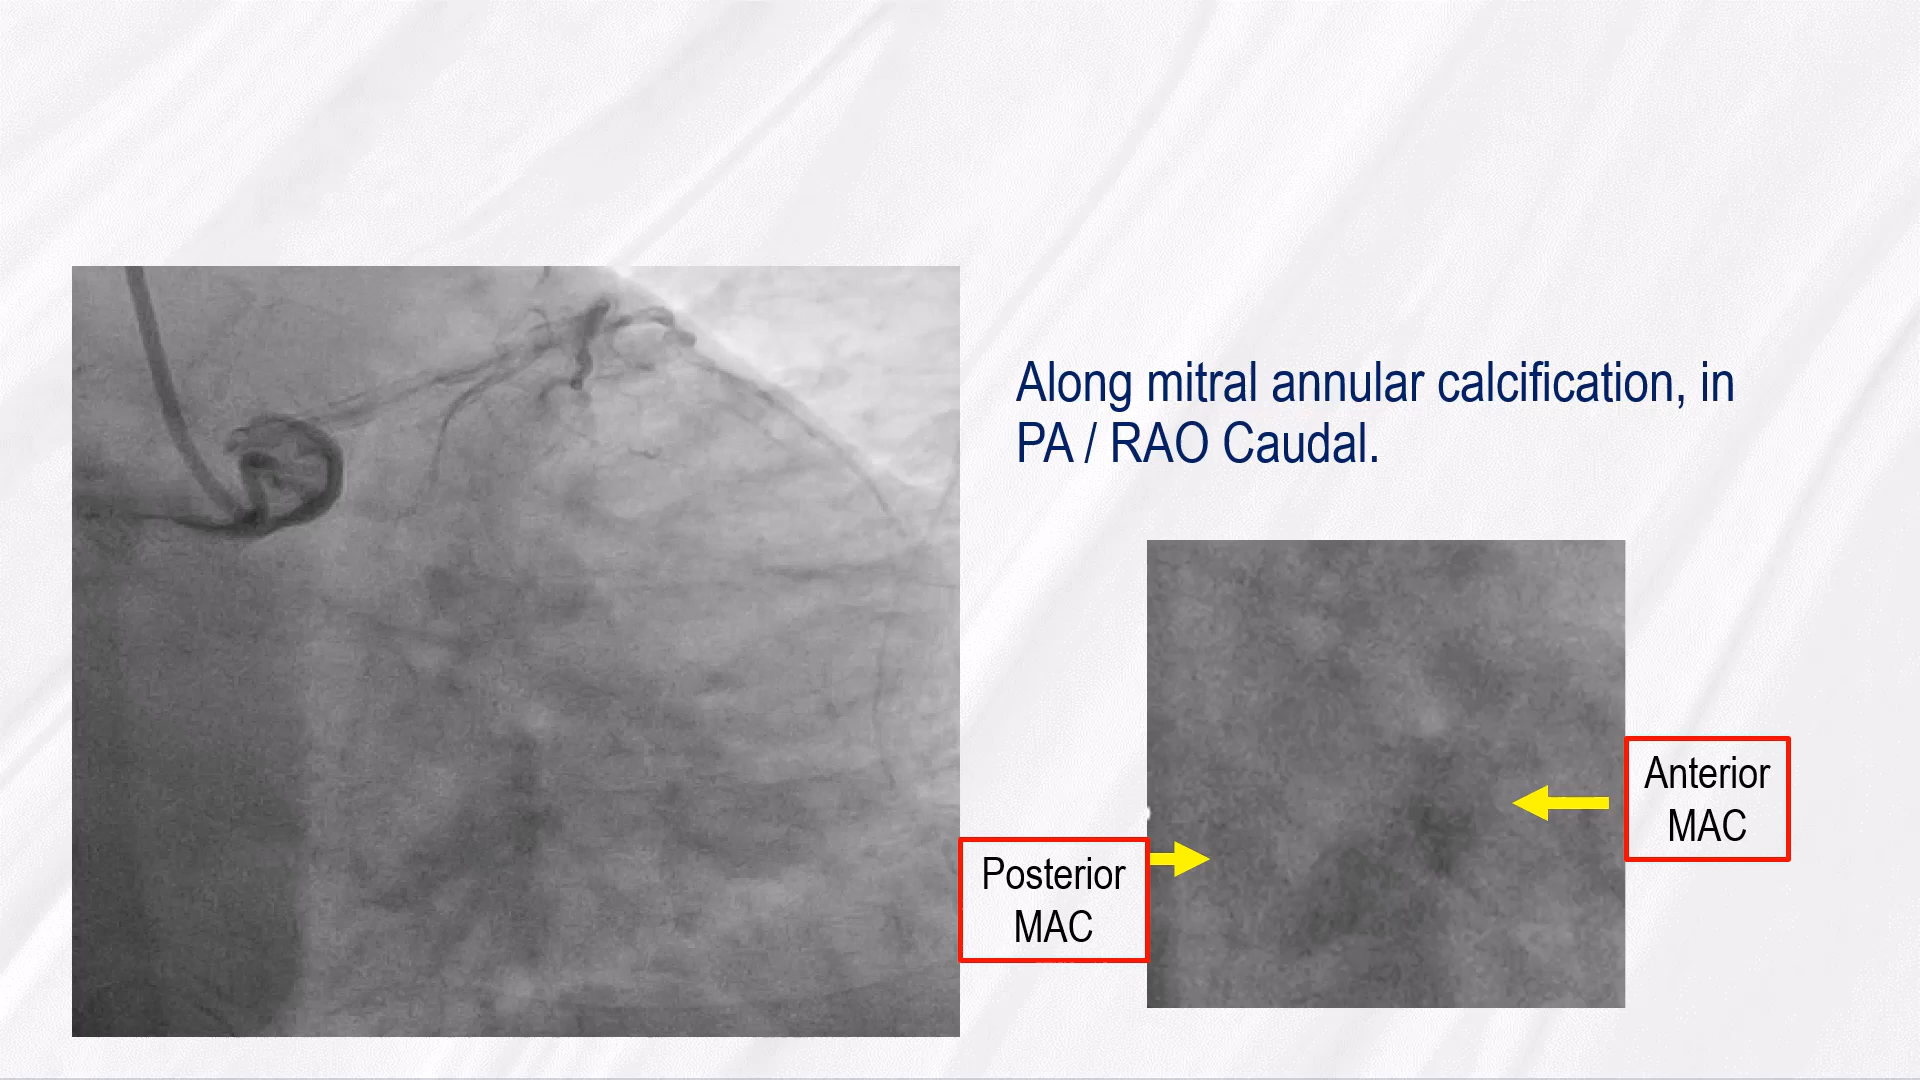 Along mitral annular calcification, in
PA / RAO Caudal.
Anterior
MAC
Posterior
MAC